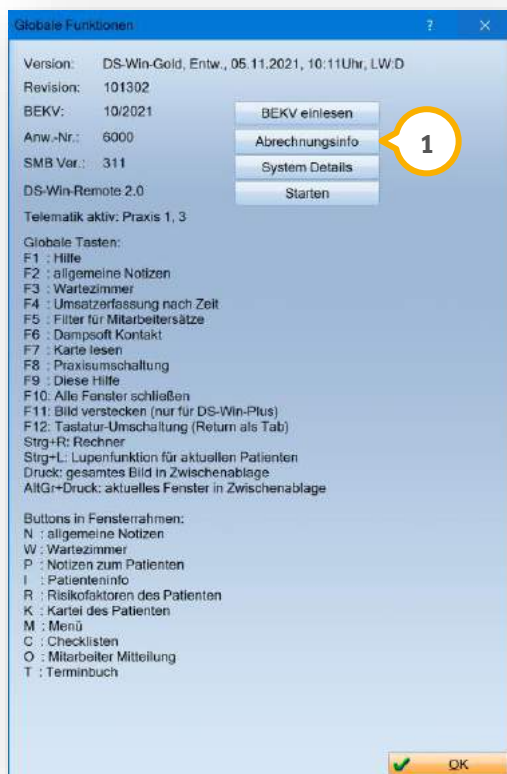 Globale Funktionen ? ×
Version: DS-Win-Gold, Entw., 05.11.2021, 10:11Uhr, LW:D
Revision: 101302
BEKV: 10/2021 BEKV einlesen
Anw.-Nr.: 6000 Abrechnungsinfo 1
SMB Ver.: 311 System Details
DS-Win-Remote 2.0 Starten
Telematik aktiv: Praxis 1, 3
Globale Tasten:
F1 : Hilfe
F2 : allgemeine Notizen
F3 : Wartezimmer
F4 : Umsatzerfassung nach Zeit
F5 : Filter für Mitarbeitersätze
F6 : Dampsoft Kontakt
F7 : Karte lesen
F8 : Praxisumschaltung
F9 : Diese Hilfe
F10: Alle Fenster schließen
F11: Bild verstecken (nur für DS-Win-Plus)
F12: Tastatur-Umschaltung (Return als Tab)
Strg+R: Rechner
Strg+L: Lupenfunktion für aktuellen Patienten
Druck: gesamtes Bild in Zwischenablage
AltGr+Druck: aktuelles Fenster in Zwischenablage
Buttons in Fensterrahmen:
N : allgemeine Notizen
W : Wartezimmer
P : Notizen zum Patienten
I : Patienteninfo
R : Risikofaktoren des Patienten
K : Kartei des Patienten
M : Menü
C : Checklisten
O : Mitarbeiter Mitteilung
T : Terminbuch
OK